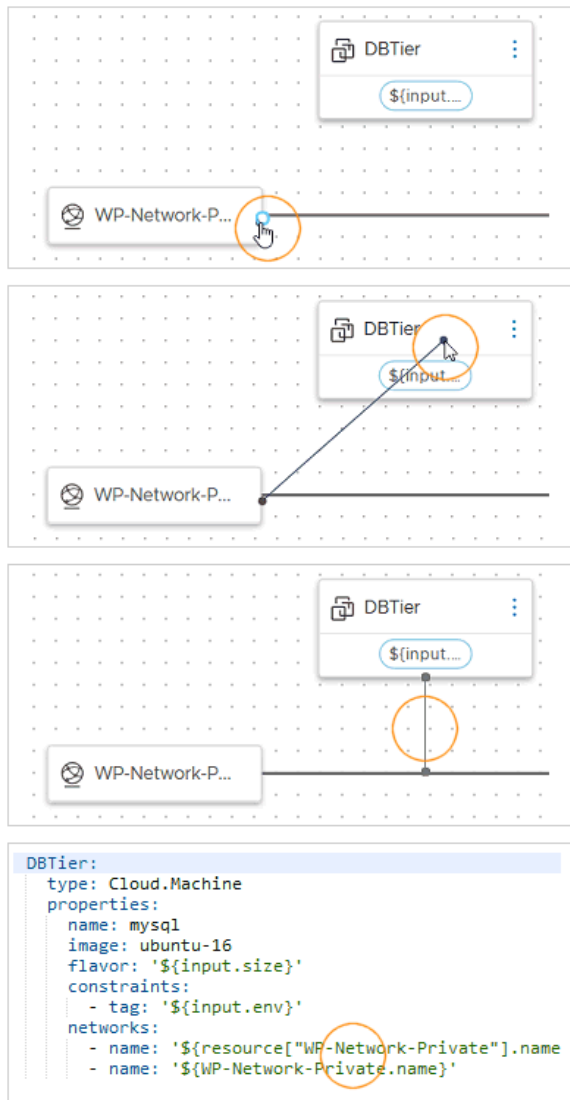 DBTier
${input....
WP-Network-P...
DBTier
${input....
WP-Network-P...
DBTier
${input....
WP-Network-P...
DBTier:
type: Cloud.Machine
properties:
name: mysql
image: ubuntu-16
flavor: '${input.size}'
constraints:
- tag: '${input.env}'
networks:
- name: '${resource["WP-Network-Private"].name
- name: '${WP-Network-Private.name}'